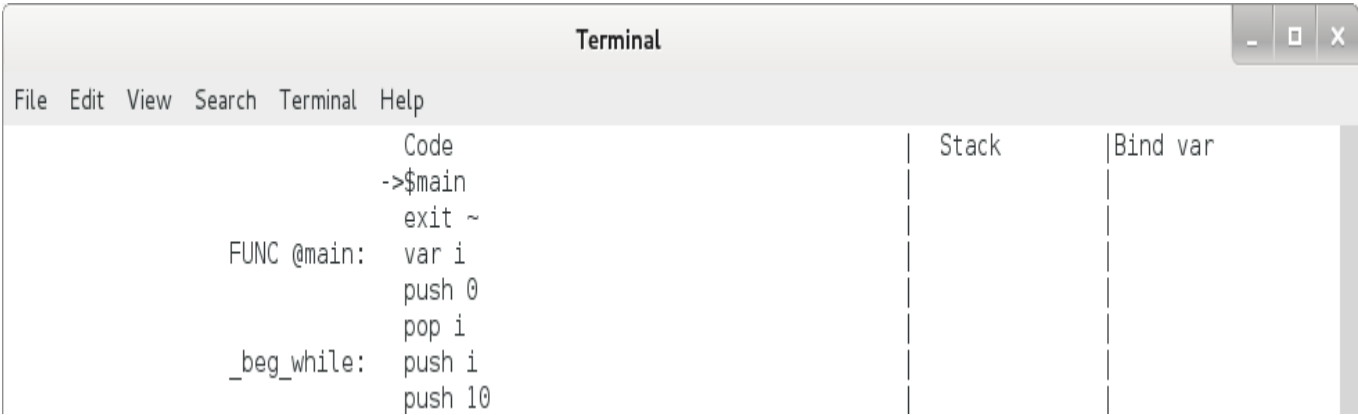 Terminal
File Edit View Search Terminal Help
Code | Stack |Bind var
->$main | |
exit ~ | |
FUNC @main: var i | |
push 0 | |
pop i | |
_beg_while: push i | |
push 10 | |